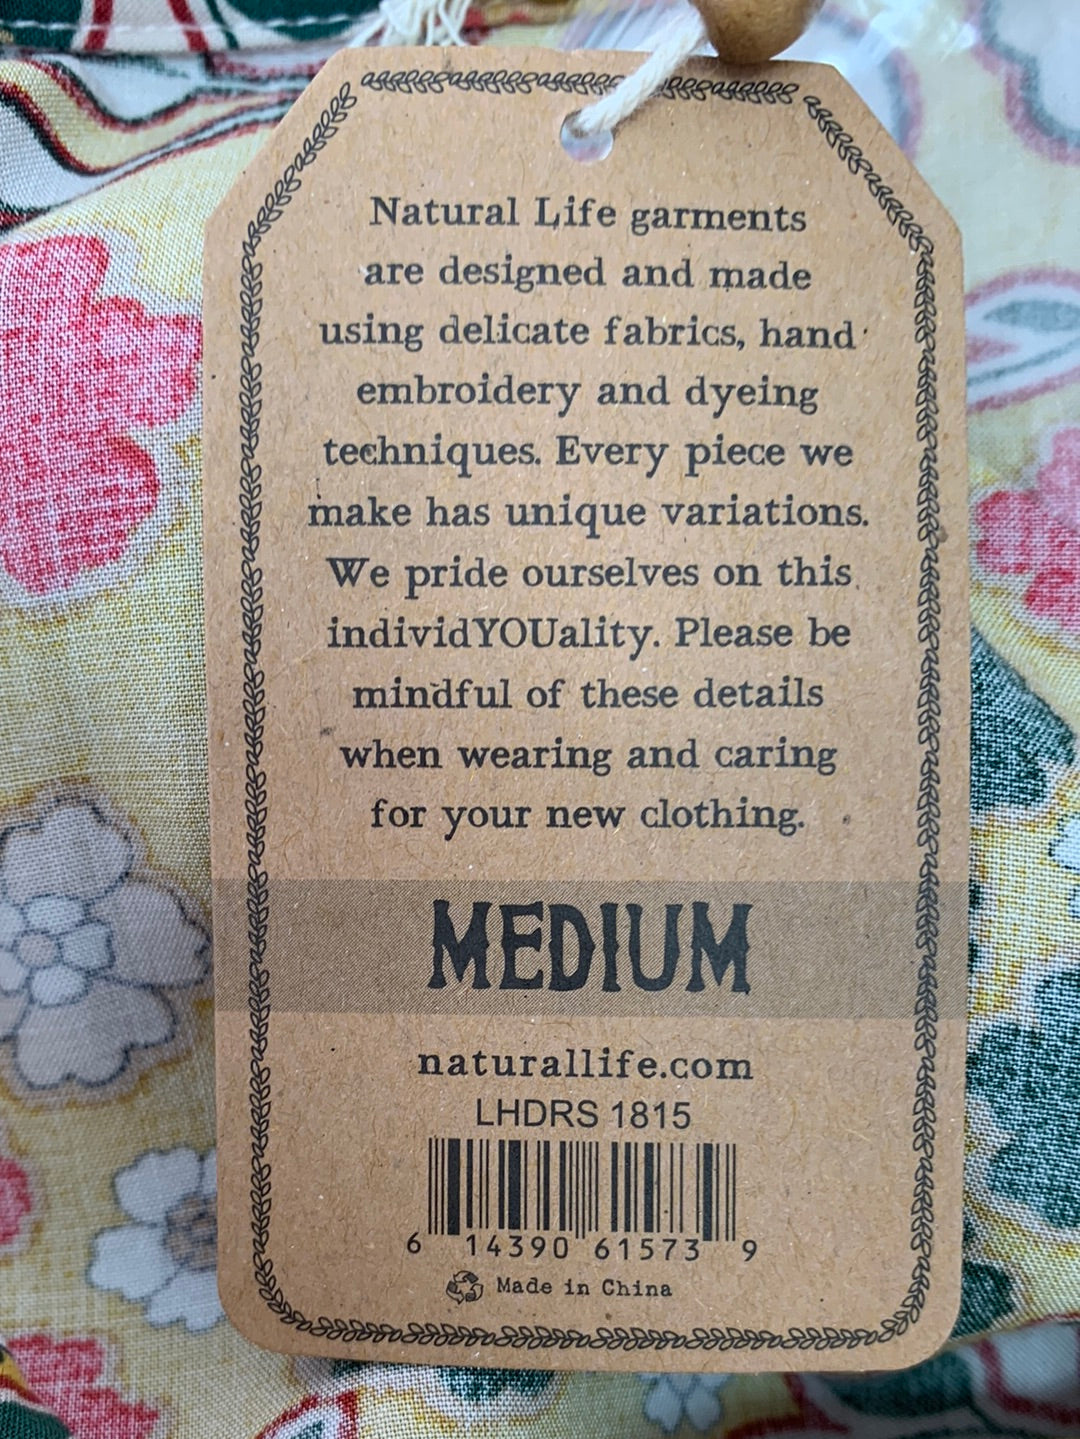 Natural Life garments
are designed and made
using delicate fabrics, hand
embroidery and dyeing
techniques. Every piece we
make has unique variations.
We pride ourselves on this
individYOUality. Please be
mindful of these details
when wearing and caring
for your new clothing.
MEDIUM
naturallife.com
LHDRS 1815
6 14390 61573 9
Made in China